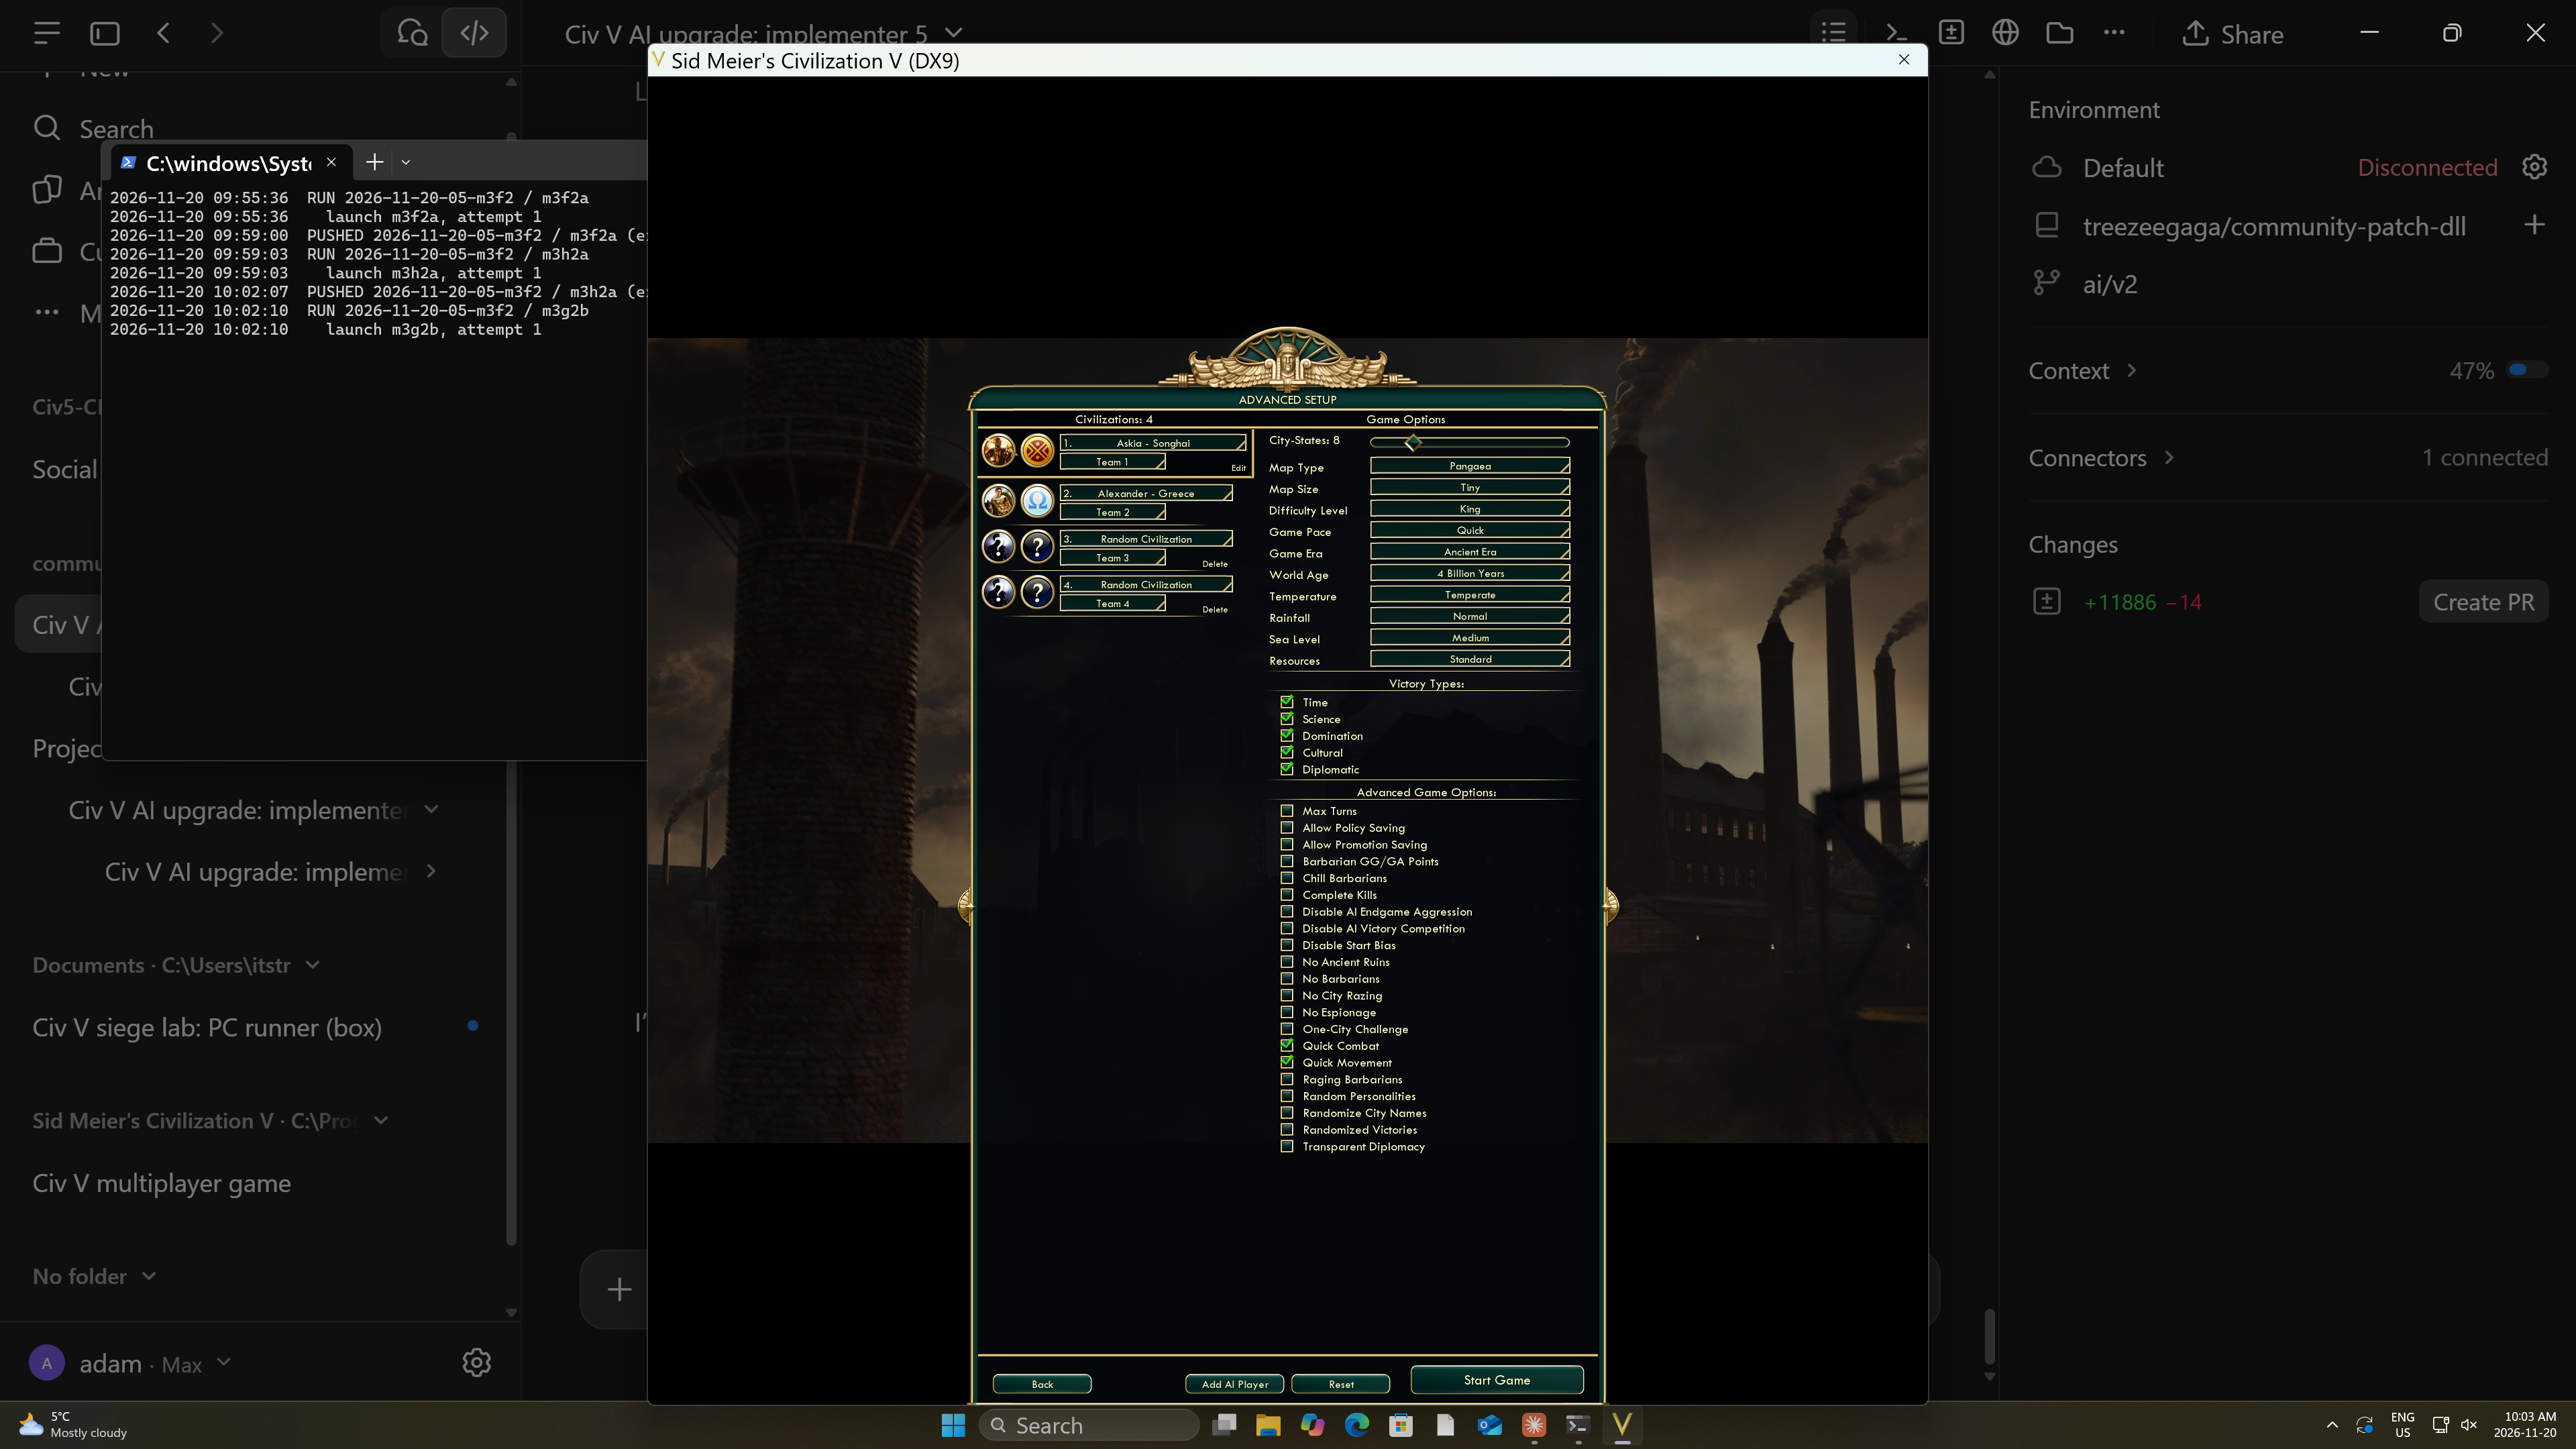 Civ V AI upgrade: implementer 5
Share
New
Search
Ar
Cu
M
Civ5-Cl
Social
commu
Civ V A
Civ
Projec
Civ V AI upgrade: implementer
Civ V AI upgrade: implemer
Documents · C:\Users\itstr
Civ V siege lab: PC runner (box)
Sid Meier's Civilization V · C:\Prog
Civ V multiplayer game
No folder
A
adam · Max
C:\windows\Syste
2026-11-20 09:55:36 RUN 2026-11-20-05-m3f2 / m3f2a
2026-11-20 09:55:36 launch m3f2a, attempt 1
2026-11-20 09:59:00 PUSHED 2026-11-20-05-m3f2 / m3f2a (ex
2026-11-20 09:59:03 RUN 2026-11-20-05-m3f2 / m3h2a
2026-11-20 09:59:03 launch m3h2a, attempt 1
2026-11-20 10:02:07 PUSHED 2026-11-20-05-m3f2 / m3h2a (ex
2026-11-20 10:02:10 RUN 2026-11-20-05-m3f2 / m3g2b
2026-11-20 10:02:10 launch m3g2b, attempt 1
V Sid Meier's Civilization V (DX9)
ADVANCED SETUP
Civilizations: 4
1. Askia - Songhai
Team 1
Edit
2. Alexander - Greece
Team 2
3. Random Civilization
Team 3
Delete
4. Random Civilization
Team 4
Delete
Game Options
City-States: 8
Map Type Pangaea
Map Size Tiny
Difficulty Level King
Game Pace Quick
Game Era Ancient Era
World Age 4 Billion Years
Temperature Temperate
Rainfall Normal
Sea Level Medium
Resources Standard
Victory Types:
Time
Science
Domination
Cultural
Diplomatic
Advanced Game Options:
Max Turns
Allow Policy Saving
Allow Promotion Saving
Barbarian GG/GA Points
Chill Barbarians
Complete Kills
Disable AI Endgame Aggression
Disable AI Victory Competition
Disable Start Bias
No Ancient Ruins
No Barbarians
No City Razing
No Espionage
One-City Challenge
Quick Combat
Quick Movement
Raging Barbarians
Random Personalities
Randomize City Names
Randomized Victories
Transparent Diplomacy
Back
Add AI Player
Reset
Start Game
Environment
Default Disconnected
treezeegaga/community-patch-dll
ai/v2
Context 47%
Connectors 1 connected
Changes
+11886 −14
Create PR
5°C
Mostly cloudy
Search
ENG
US
10:03 AM
2026-11-20